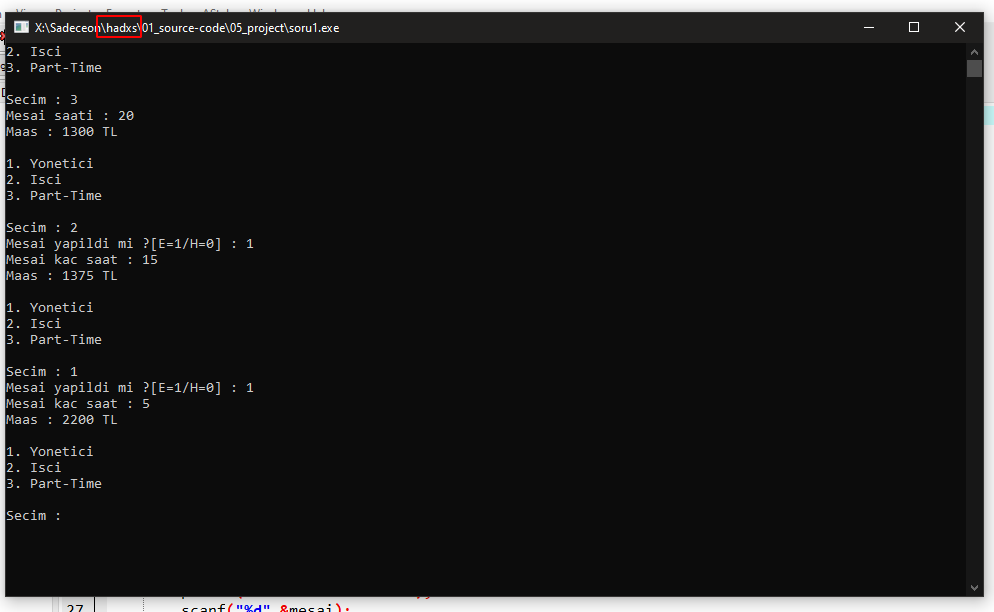 X:\Sadeceon\hadxs\01_source-code\05_project\soru1.exe
2. Isci
3. Part-Time
Secim : 3
Mesai saati : 20
Maas : 1300 TL
1. Yonetici
2. Isci
3. Part-Time
Secim : 2
Mesai yapildi mi ?[E=1/H=0] : 1
Mesai kac saat : 15
Maas : 1375 TL
1. Yonetici
2. Isci
3. Part-Time
Secim : 1
Mesai yapildi mi ?[E=1/H=0] : 1
Mesai kac saat : 5
Maas : 2200 TL
1. Yonetici
2. Isci
3. Part-Time
Secim :
27 scanf("%d",&mesai);